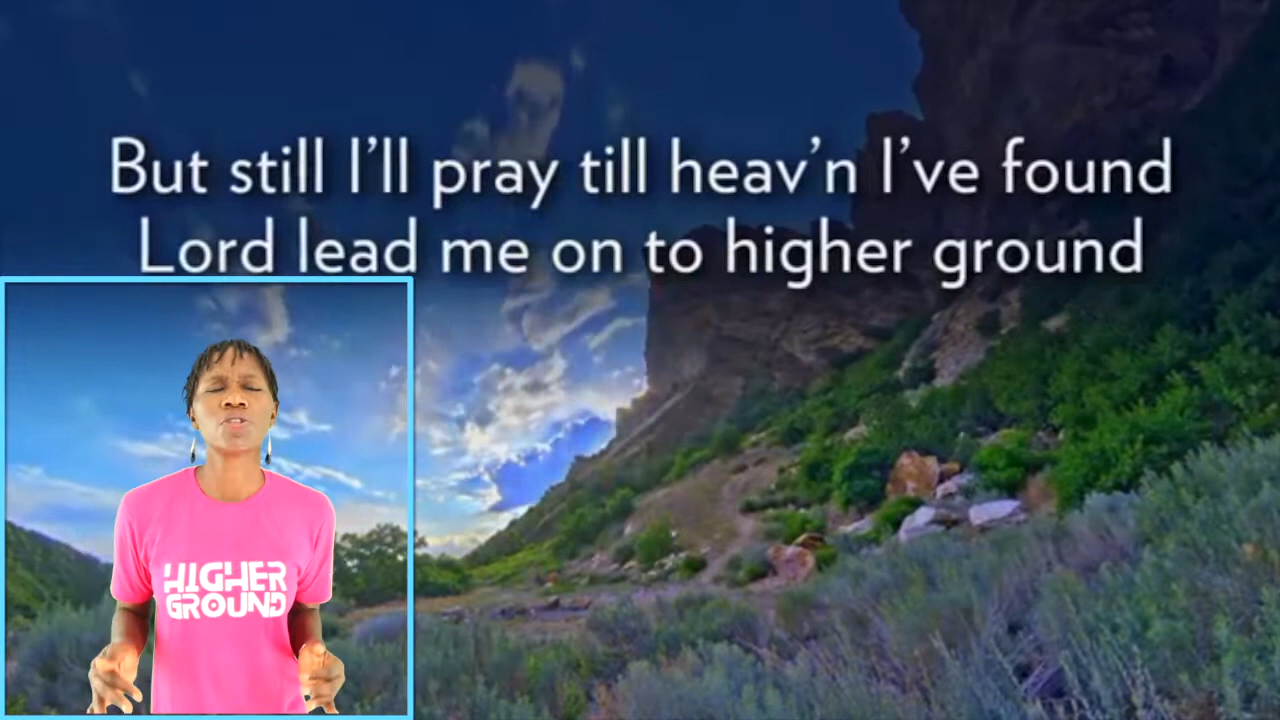 But still I’ll pray till heav’n I’ve found
Lord lead me on to higher ground
HIGHER
GROUND